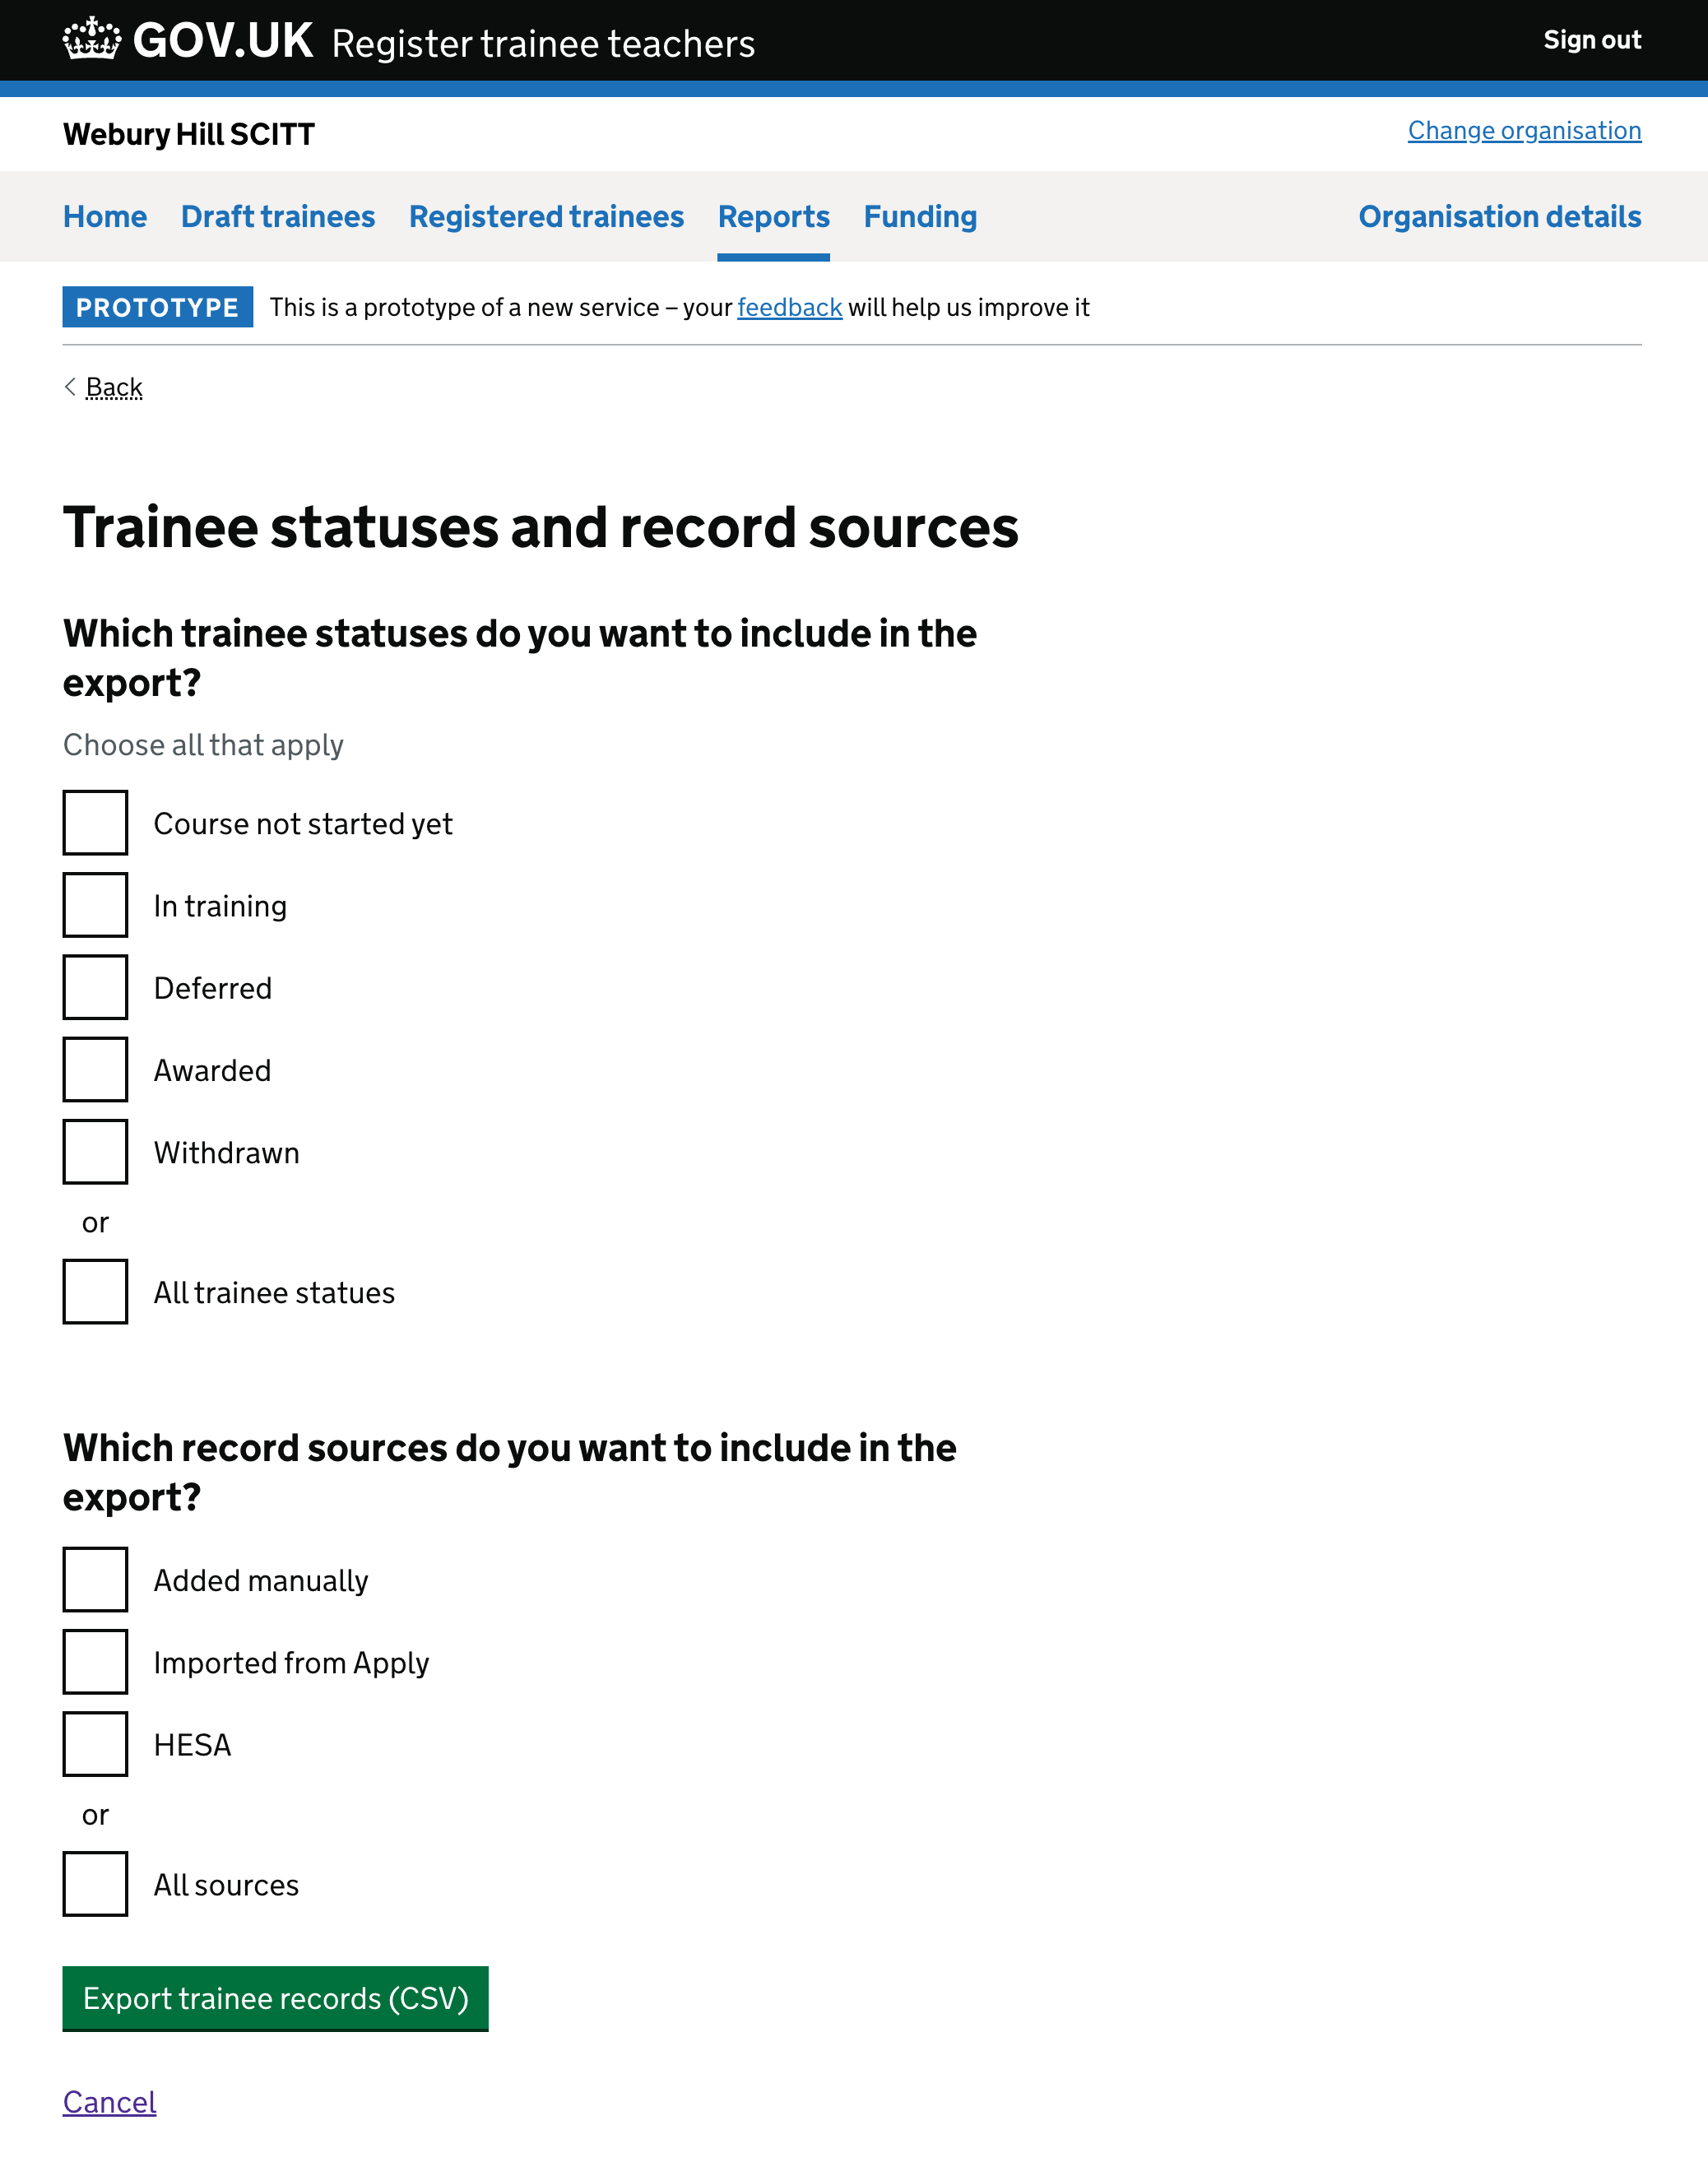 GOV.UK Register trainee teachers Sign out
Webury Hill SCITT Change organisation
Home Draft trainees Registered trainees Reports Funding Organisation details
PROTOTYPE This is a prototype of a new service – your feedback will help us improve it
Back
Trainee statuses and record sources
Which trainee statuses do you want to include in the
export?
Choose all that apply
Course not started yet
In training
Deferred
Awarded
Withdrawn
or
All trainee statues
Which record sources do you want to include in the
export?
Added manually
Imported from Apply
HESA
or
All sources
Export trainee records (CSV)
Cancel